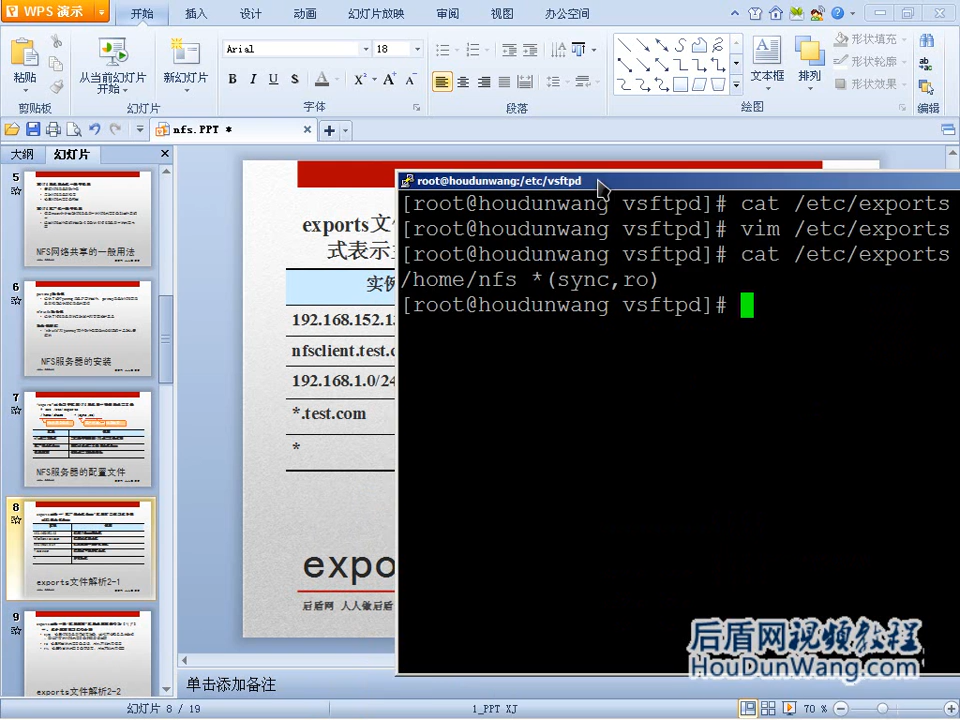 WPS 演示
开始
插入
设计
动画
幻灯片放映
审阅
视图
办公空间
粘贴
从当前幻灯片
开始
新幻灯片
Arial
18
文本框
排列
形状填充
形状轮廓
形状效果
剪贴板
幻灯片
字体
段落
绘图
编辑
nfs.PPT *
大纲
幻灯片
5
NFS网络共享的一般用法
6
NFS服务器的安装
7
NFS服务器的配置文件
8
exports文件解析2-1
9
exports文件解析2-2
exports文
式表示
实例
192.168.152.1
nfsclient.test.c
192.168.1.0/24
*.test.com
*
expo
后盾网 人人做后盾
root@houdunwang:/etc/vsftpd
[root@houdunwang vsftpd]# cat /etc/exports
[root@houdunwang vsftpd]# vim /etc/exports
[root@houdunwang vsftpd]# cat /etc/exports
/home/nfs *(sync,ro)
[root@houdunwang vsftpd]#
后盾网视频教程
HouDunWang.com
单击添加备注
幻灯片 8 / 19
1_PPT XJ
70 %